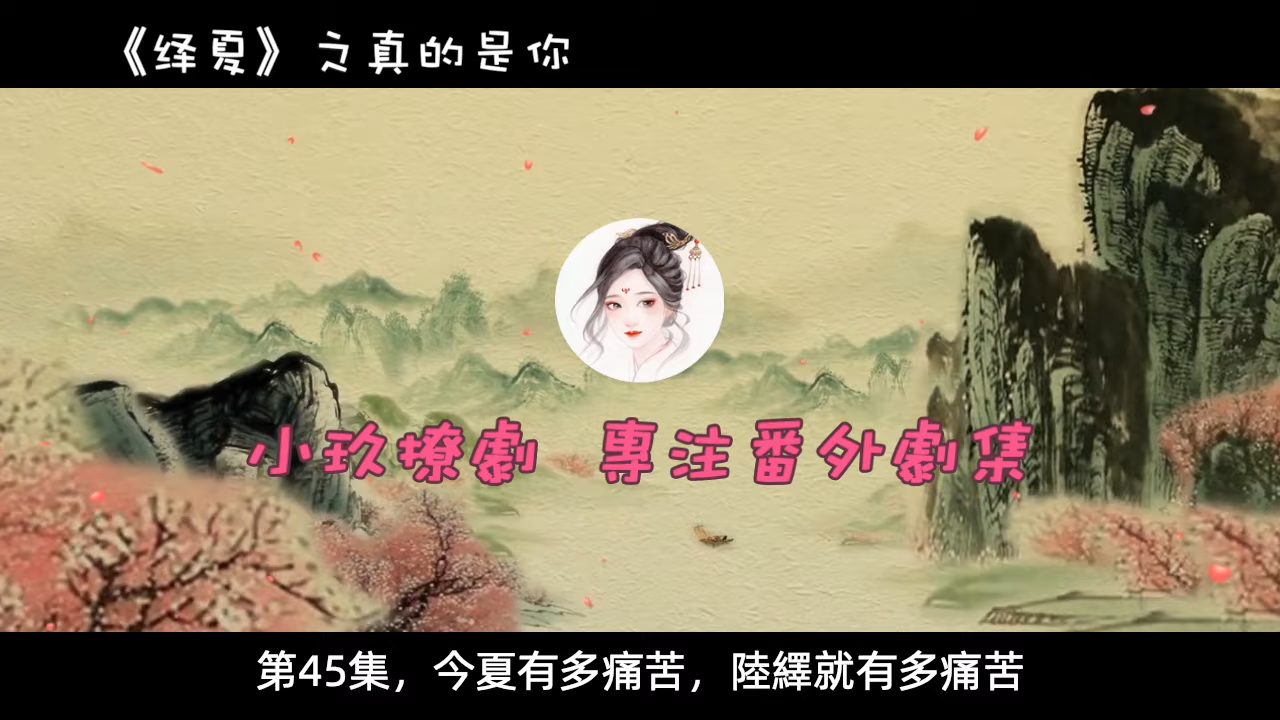 《绎夏》之真的是你
小玖撩劇 專注番外劇集
第45集，今夏有多痛苦，陸繹就有多痛苦